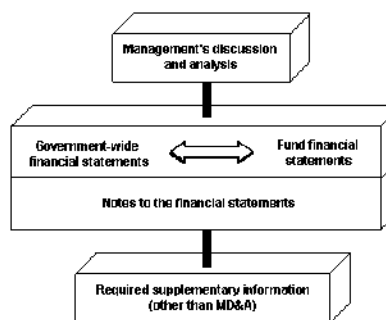 Management's discussion
and analysis
Government-wide
financial statements
Fund financial
statements
Notes to the financial statements
Required supplementary information
(other than MD&A)